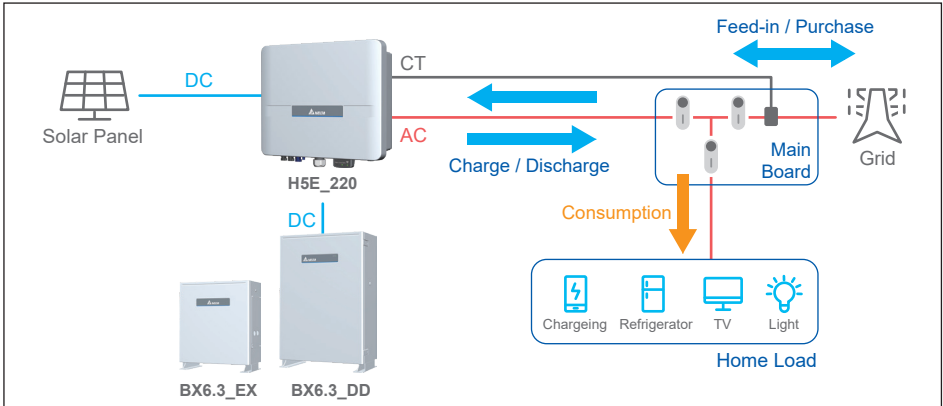 Feed-in / Purchase
CT
DC
Solar Panel
AC
Charge / Discharge
Main
Board
Grid
H5E_220
DC
Consumption
Chargeing
Refrigerator
TV
Light
Home Load
BX6.3_EX
BX6.3_DD